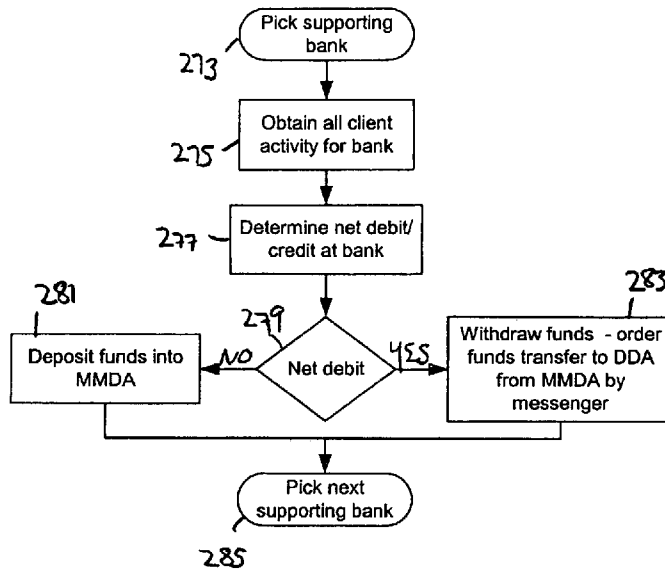 Pick supporting
bank
273
Obtain all client
activity for bank
275
Determine net debit/
credit at bank
277
281
279
283
Deposit funds into
MMDA
NO
Net debit
YES
Withdraw funds - order
funds transfer to DDA
from MMDA by
messenger
Pick next
supporting bank
285